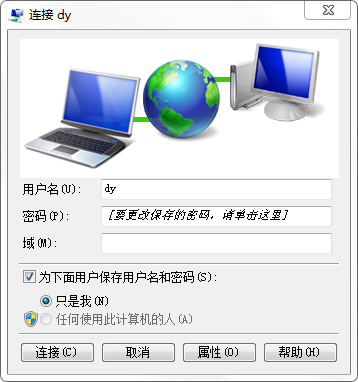 连接 dy
用户名(U):
dy
密码(P):
[要更改保存的密码，请单击这里]
域(M):
为下面用户保存用户名和密码(S):
只是我(N)
任何使用此计算机的人(A)
连接(C)
取消
属性(O)
帮助(H)